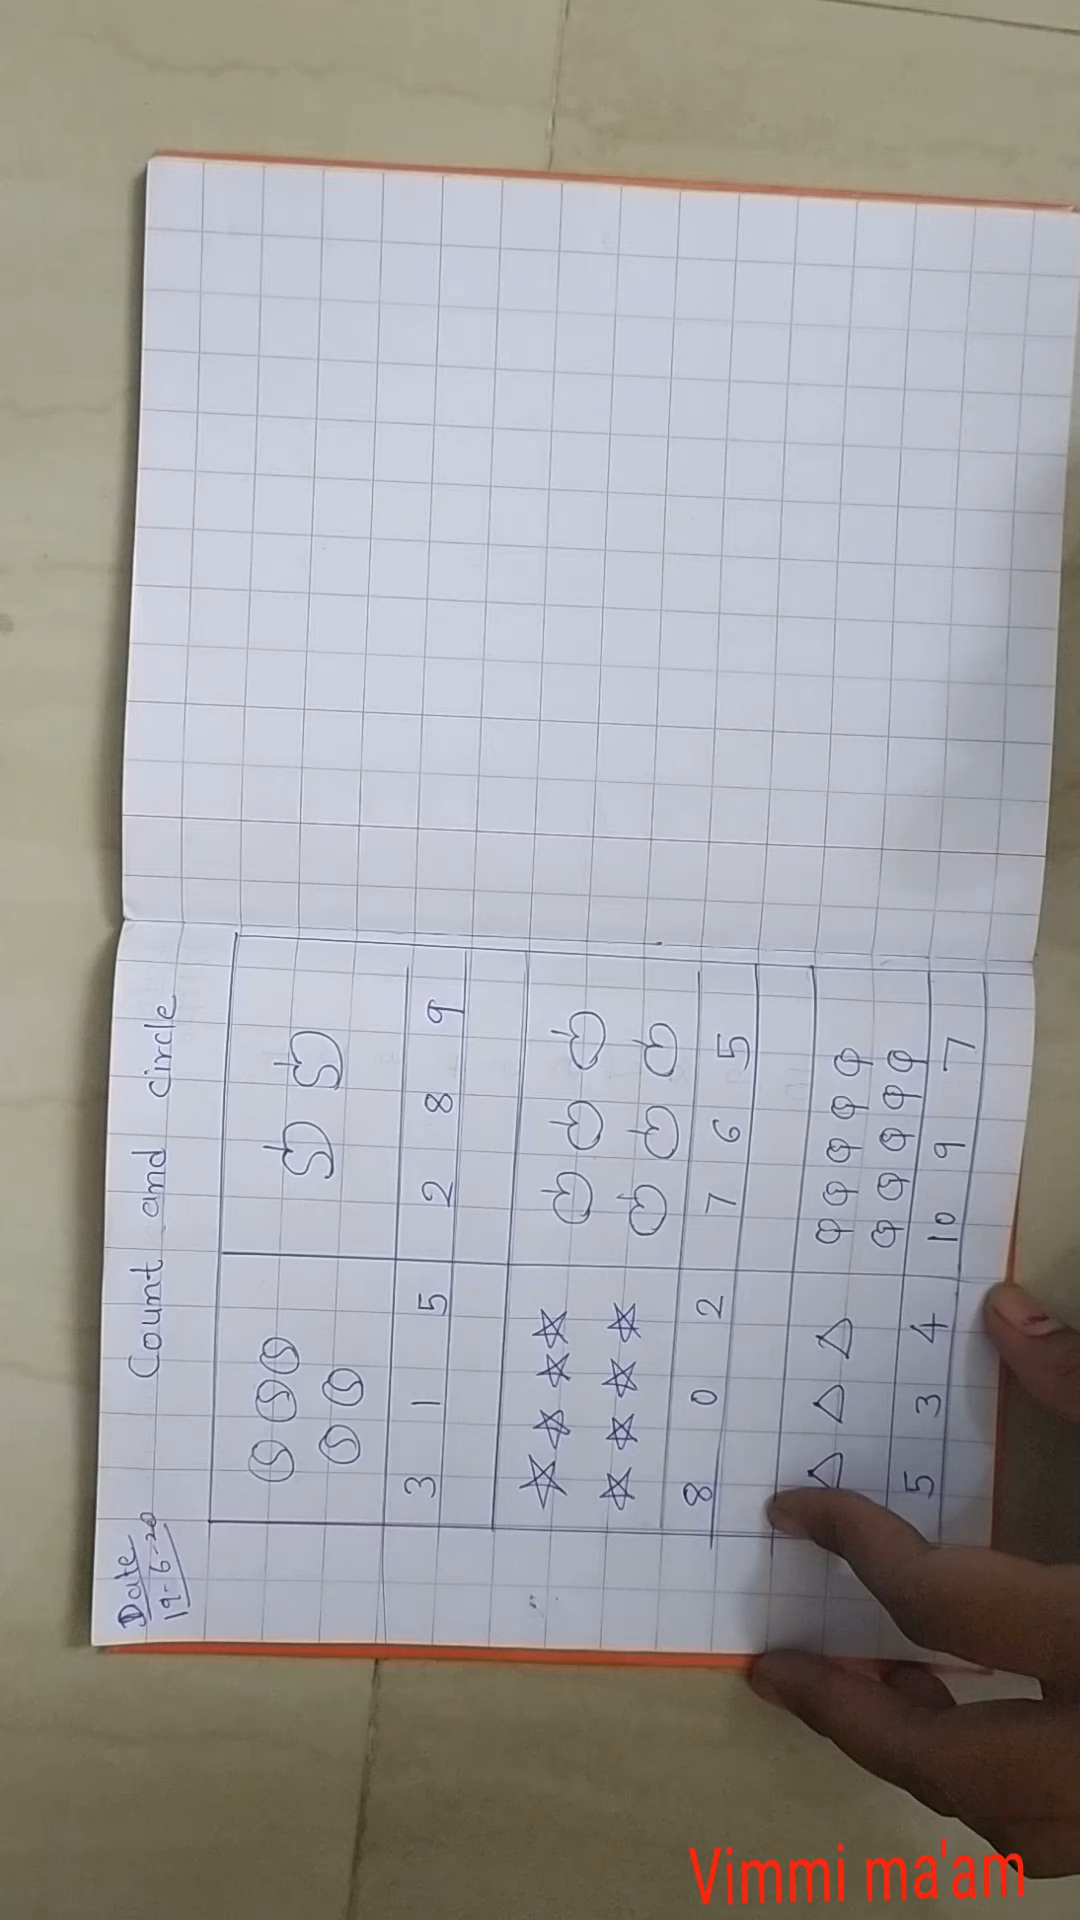 Date
19-6-20
Count and circle
3 1 5 2 8 9
8 0 2 7 6 5
5 3 4 10 9 7
Vimmi ma'am